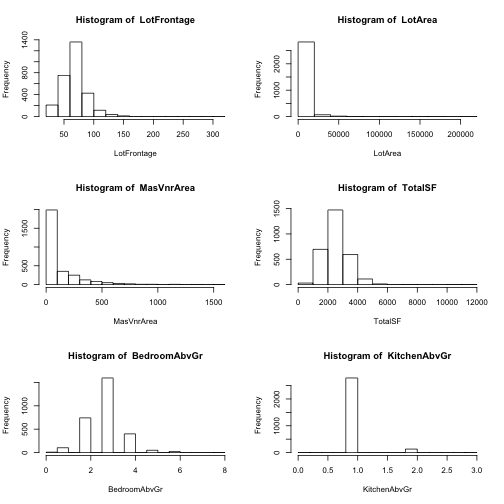 Histogram of LotFrontage
Frequency
0 400 800 1400
50 100 150 200 250 300
LotFrontage
Histogram of LotArea
Frequency
0 1000 2500
0 50000 100000 200000
LotArea
Histogram of MasVnrArea
Frequency
0 500 1500
0 500 1000 1500
MasVnrArea
Histogram of TotalSF
Frequency
0 500 1500
0 2000 4000 6000 8000 10000 12000
TotalSF
Histogram of BedroomAbvGr
Frequency
0 500 1000
0 2 4 6 8
BedroomAbvGr
Histogram of KitchenAbvGr
Frequency
0 1000 2500
0.0 0.5 1.0 1.5 2.0 2.5 3.0
KitchenAbvGr